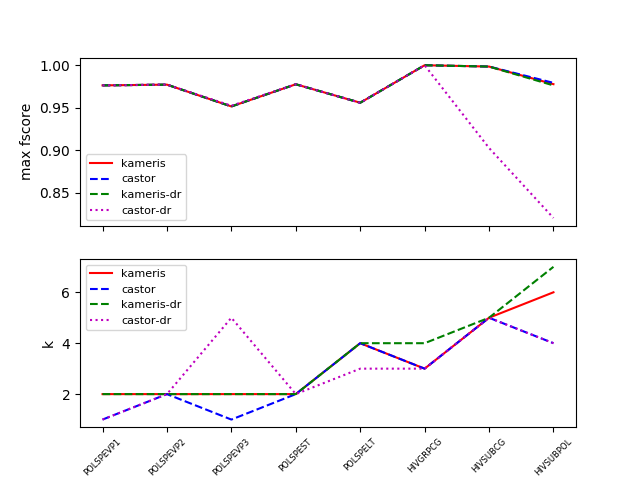 1.00
0.95
0.90
0.85
max fscore
kameris
castor
kameris-dr
castor-dr
6
4
2
k
kameris
castor
kameris-dr
castor-dr
POLSPEVP1
POLSPEVP2
POLSPEVP3
POLSPEST
POLSPELT
HIVGRPCG
HIVSUBCG
HIVSUBPOL